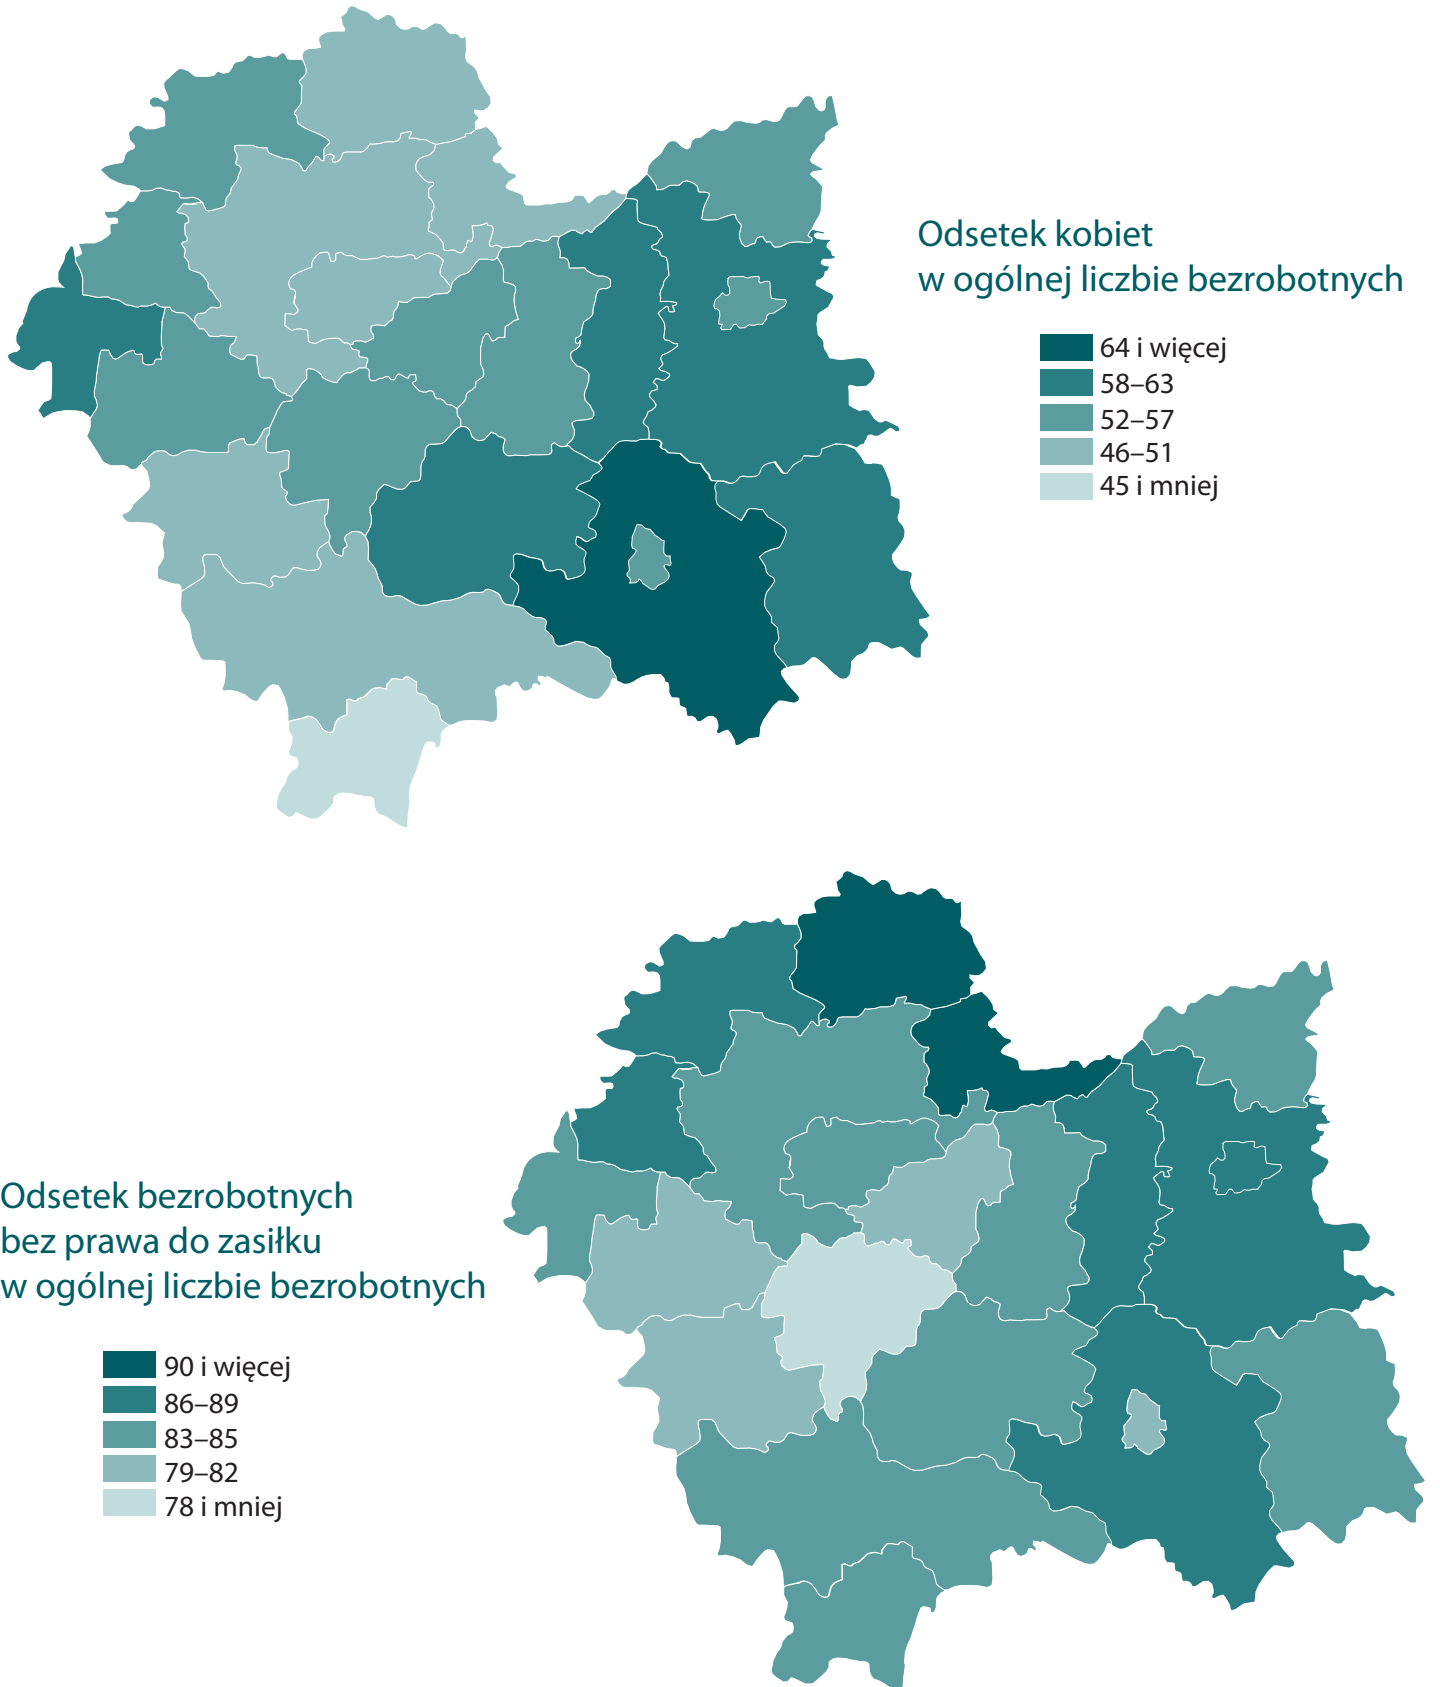 Odsetek kobiet
w ogólnej liczbie bezrobotnych
64 i więcej
58–63
52–57
46–51
45 i mniej
Odsetek bezrobotnych
bez prawa do zasiłku
w ogólnej liczbie bezrobotnych
90 i więcej
86–89
83–85
79–82
78 i mniej